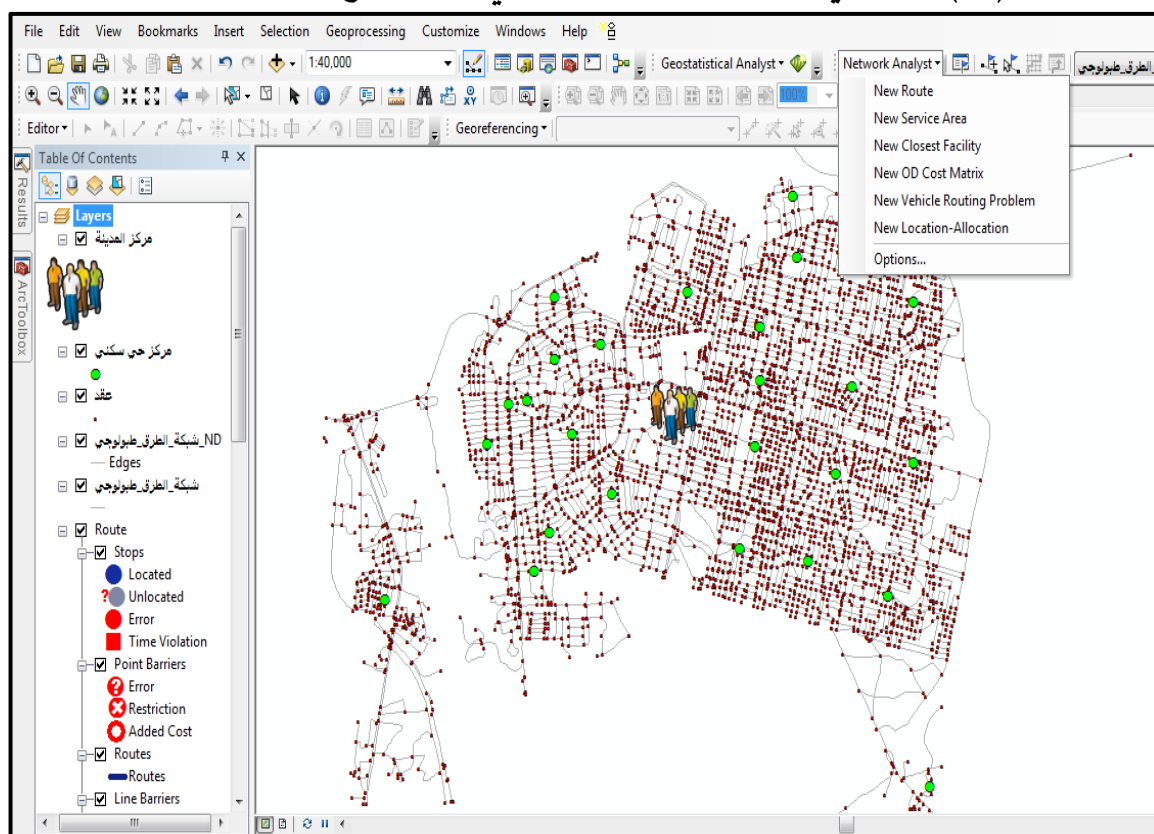 File Edit View Bookmarks Insert Selection Geoprocessing Customize Windows Help
1:40,000 Geostatistical Analyst Network Analyst
100%
Editor Georeferencing
New Route
New Service Area
New Closest Facility
New OD Cost Matrix
New Vehicle Routing Problem
New Location-Allocation
Options...
Results
ArcToolbox
Table Of Contents
Layers
مركز المدينة
مركز حي سكني
عقد
شبكة_الطرق_طبولوجي_ND
Edges
شبكة_الطرق_طبولوجي
Route
Stops
Located
Unlocated
Error
Time Violation
Point Barriers
Error
Restriction
Added Cost
Routes
Routes
Line Barriers